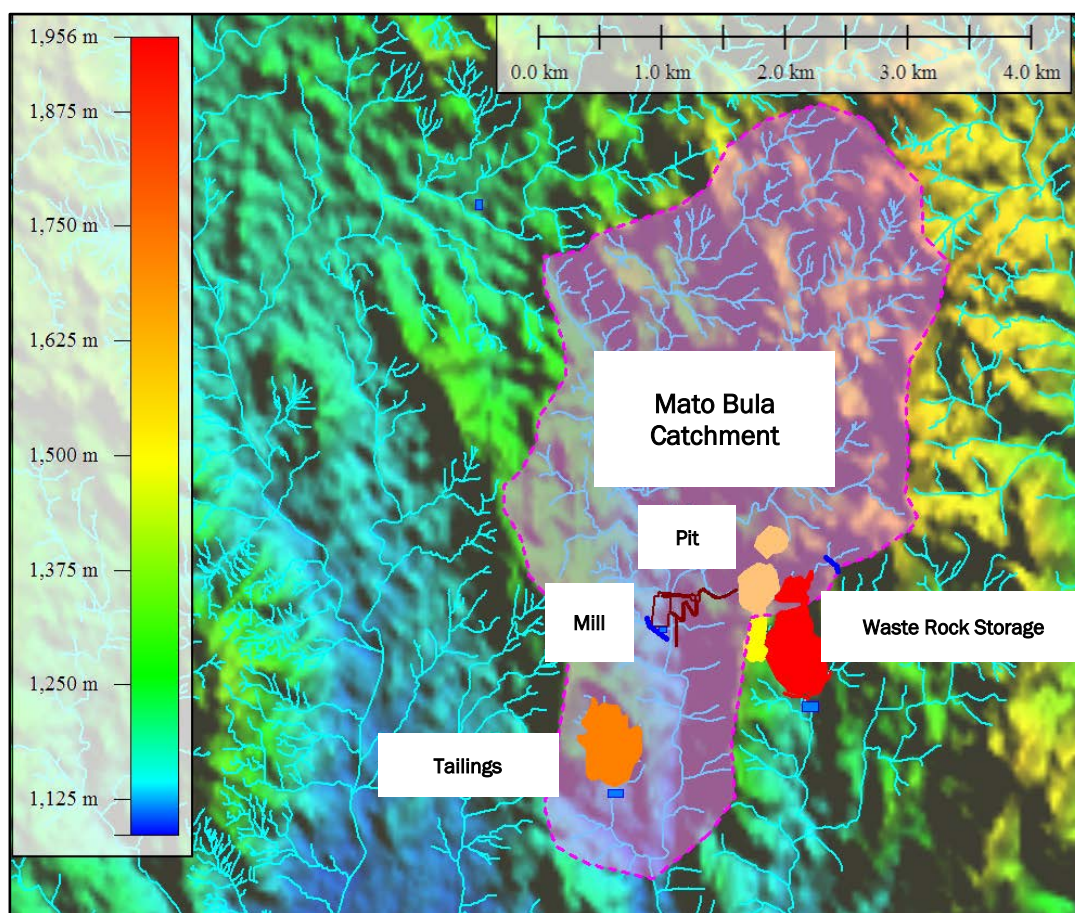 1,956 m
1,875 m
1,750 m
1,625 m
1,500 m
1,375 m
1,250 m
1,125 m
0.0 km 1.0 km 2.0 km 3.0 km 4.0 km
Mato Bula
Catchment
Pit
Mill
Waste Rock Storage
Tailings